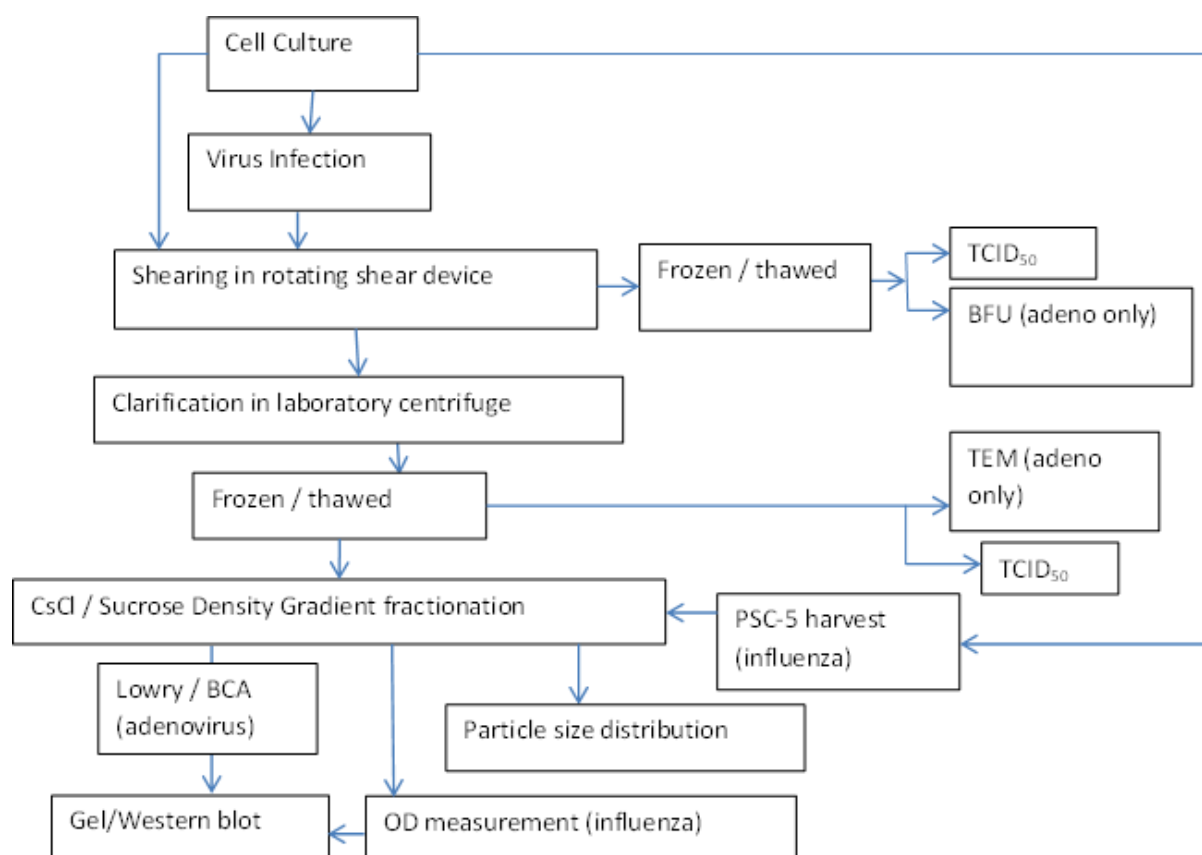 Cell Culture
Virus Infection
Shearing in rotating shear device
Frozen / thawed
TCID₅₀
BFU (adeno only)
Clarification in laboratory centrifuge
TEM (adeno
only)
Frozen / thawed
TCID₅₀
CsCl / Sucrose Density Gradient fractionation
PSC-5 harvest
(influenza)
Lowry / BCA
(adenovirus)
Particle size distribution
Gel/Western blot
OD measurement (influenza)